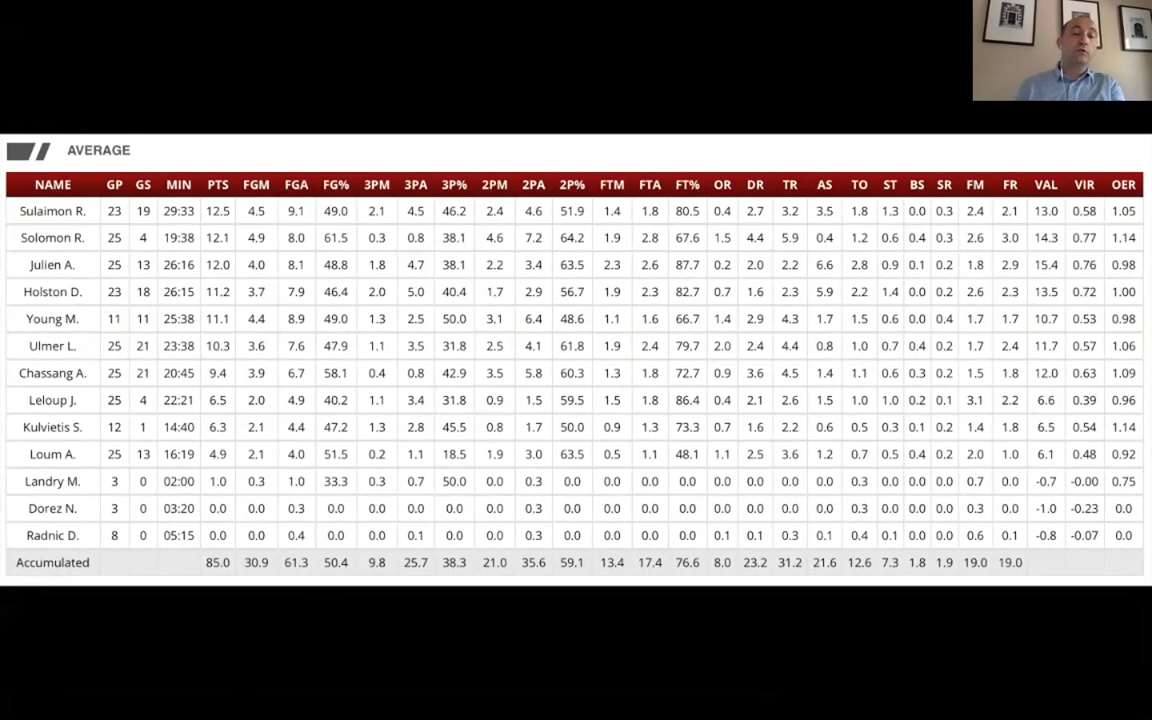 AVERAGE
NAME GP GS MIN PTS FGM FGA FG% 3PM 3PA 3P% 2PM 2PA 2P% FTM FTA FT% OR DR TR AS TO ST BS SR FM FR VAL VIR OER
Sulaimon R. 23 19 29:33 12.5 4.5 9.1 49.0 2.1 4.5 46.2 2.4 4.6 51.9 1.4 1.8 80.5 0.4 2.7 3.2 3.5 1.8 1.3 0.0 0.3 2.4 2.1 13.0 0.58 1.05
Solomon R. 25 4 19:38 12.1 4.9 8.0 61.5 0.3 0.8 38.1 4.6 7.2 64.2 1.9 2.8 67.6 1.5 4.4 5.9 0.4 1.2 0.6 0.4 0.3 2.6 3.0 14.3 0.77 1.14
Julien A. 25 13 26:16 12.0 4.0 8.1 48.8 1.8 4.7 38.1 2.2 3.4 63.5 2.3 2.6 87.7 0.2 2.0 2.2 6.6 2.8 0.9 0.1 0.2 1.8 2.9 15.4 0.76 0.98
Holston D. 23 18 26:15 11.2 3.7 7.9 46.4 2.0 5.0 40.4 1.7 2.9 56.7 1.9 2.3 82.7 0.7 1.6 2.3 5.9 2.2 1.4 0.0 0.2 2.6 2.3 13.5 0.72 1.00
Young M. 11 11 25:38 11.1 4.4 8.9 49.0 1.3 2.5 50.0 3.1 6.4 48.6 1.1 1.6 66.7 1.4 2.9 4.3 1.7 1.5 0.6 0.0 0.4 1.7 1.7 10.7 0.53 0.98
Ulmer L. 25 21 23:38 10.3 3.6 7.6 47.9 1.1 3.5 31.8 2.5 4.1 61.8 1.9 2.4 79.7 2.0 2.4 4.4 0.8 1.0 0.7 0.4 0.2 1.7 2.4 11.7 0.57 1.06
Chassang A. 25 21 20:45 9.4 3.9 6.7 58.1 0.4 0.8 42.9 3.5 5.8 60.3 1.3 1.8 72.7 0.9 3.6 4.5 1.4 1.1 0.6 0.3 0.2 1.5 1.8 12.0 0.63 1.09
Leloup J. 25 4 22:21 6.5 2.0 4.9 40.2 1.1 3.4 31.8 0.9 1.5 59.5 1.5 1.8 86.4 0.4 2.1 2.6 1.5 1.0 1.0 0.2 0.1 3.1 2.2 6.6 0.39 0.96
Kulvietis S. 12 1 14:40 6.3 2.1 4.4 47.2 1.3 2.8 45.5 0.8 1.7 50.0 0.9 1.3 73.3 0.7 1.6 2.2 0.6 0.5 0.3 0.1 0.2 1.4 1.8 6.5 0.54 1.14
Loum A. 25 13 16:19 4.9 2.1 4.0 51.5 0.2 1.1 18.5 1.9 3.0 63.5 0.5 1.1 48.1 1.1 2.5 3.6 1.2 0.7 0.5 0.4 0.2 2.0 1.0 6.1 0.48 0.92
Landry M. 3 0 02:00 1.0 0.3 1.0 33.3 0.3 0.7 50.0 0.0 0.3 0.0 0.0 0.0 0.0 0.0 0.0 0.0 0.0 0.3 0.0 0.0 0.0 0.7 0.0 -0.7 -0.00 0.75
Dorez N. 3 0 03:20 0.0 0.0 0.3 0.0 0.0 0.0 0.0 0.0 0.3 0.0 0.0 0.0 0.0 0.0 0.0 0.0 0.0 0.3 0.0 0.0 0.0 0.3 0.0 -1.0 -0.23 0.0
Radnic D. 8 0 05:15 0.0 0.0 0.4 0.0 0.0 0.1 0.0 0.0 0.3 0.0 0.0 0.0 0.0 0.1 0.1 0.3 0.1 0.4 0.1 0.0 0.0 0.6 0.1 -0.8 -0.07 0.0
Accumulated 85.0 30.9 61.3 50.4 9.8 25.7 38.3 21.0 35.6 59.1 13.4 17.4 76.6 8.0 23.2 31.2 21.6 12.6 7.3 1.8 1.9 19.0 19.0